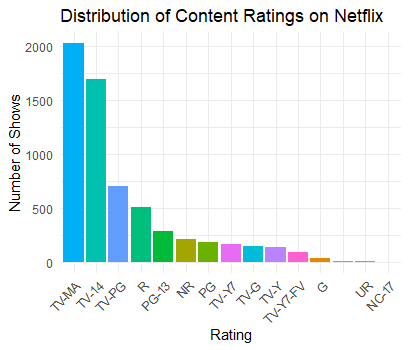 Distribution of Content Ratings on Netflix
Number of Shows
2000
1500
1000
500
0
TV-MA
TV-14
TV-PG
R
PG-13
NR
PG
TV-Y7
TV-G
TV-Y
TV-Y7-FV
G
UR
NC-17
Rating